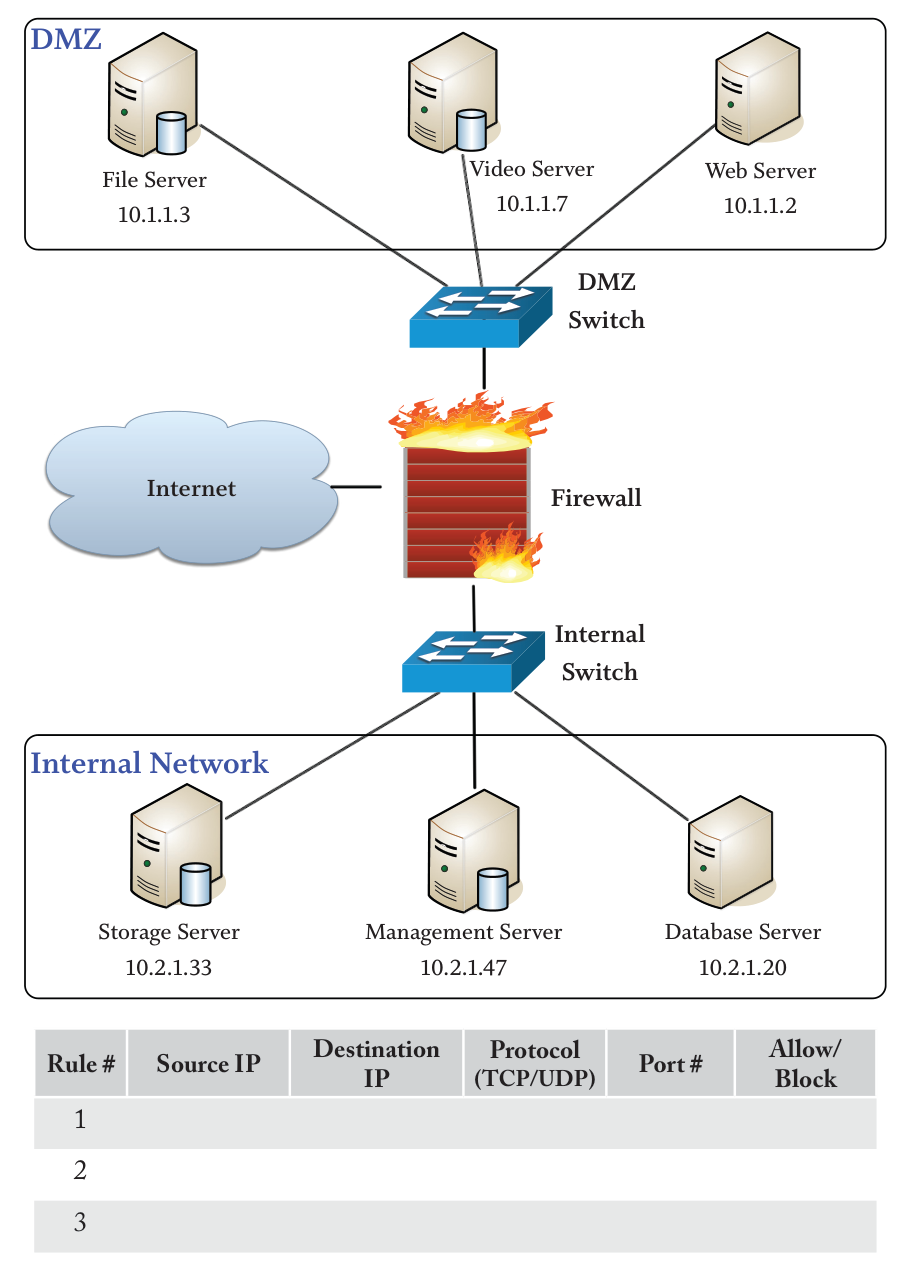 DMZ
File Server
10.1.1.3
Video Server
10.1.1.7
Web Server
10.1.1.2
DMZ
Switch
Internet
Firewall
Internal
Switch
Internal Network
Storage Server
10.2.1.33
Management Server
10.2.1.47
Database Server
10.2.1.20
Rule # Source IP Destination IP Protocol (TCP/UDP) Port # Allow/ Block
1
2
3